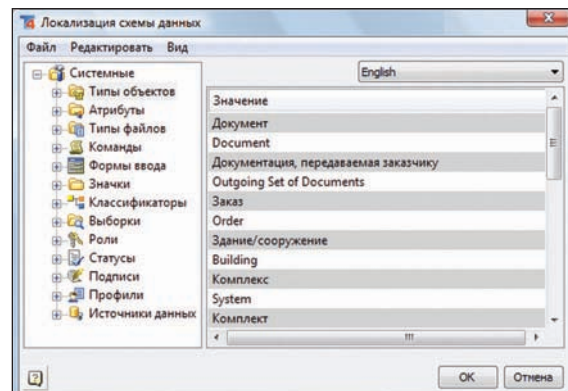 Локализация схемы данных
Файл Редактировать Вид
Системные
Типы объектов
Атрибуты
Типы файлов
Команды
Формы ввода
Значки
Классификаторы
Выборки
Роли
Статусы
Подписи
Профили
Источники данных
English
Значение
Документ
Document
Документация, передаваемая заказчику
Outgoing Set of Documents
Заказ
Order
Здание/сооружение
Building
Комплекс
System
Комплект
OK Отмена